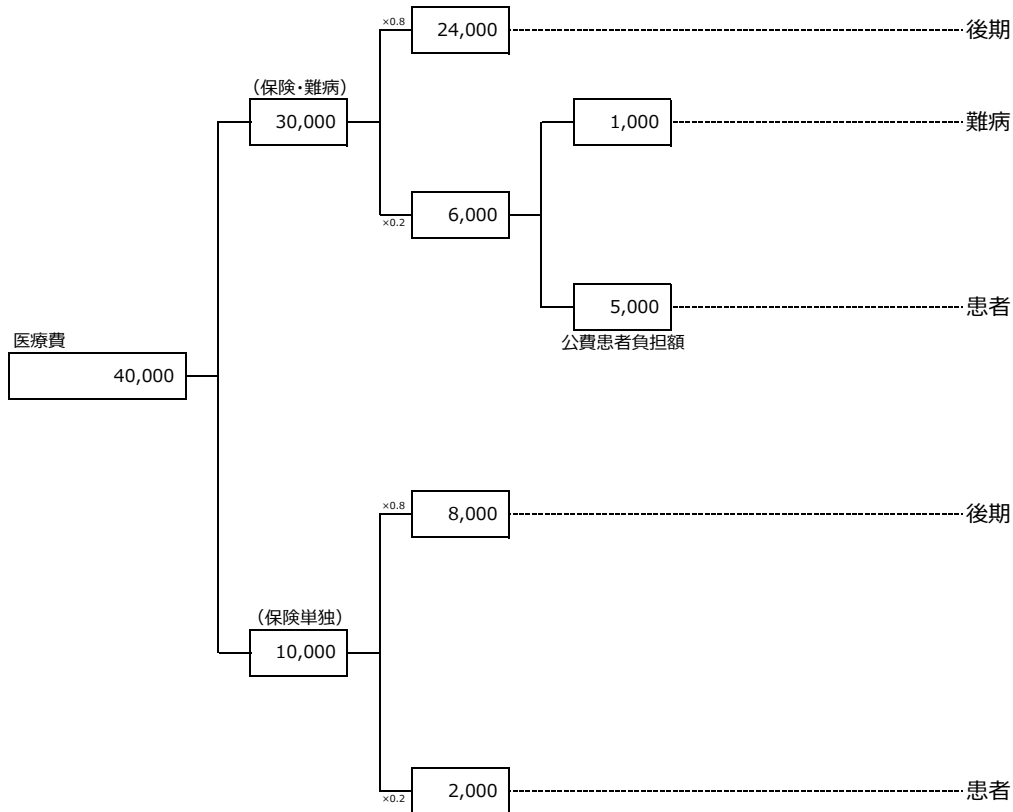 ×0.8
24,000
後期
（保険・難病）
30,000
1,000
難病
×0.2
6,000
5,000
患者
公費患者負担額
医療費
40,000
×0.8
8,000
後期
（保険単独）
10,000
×0.2
2,000
患者